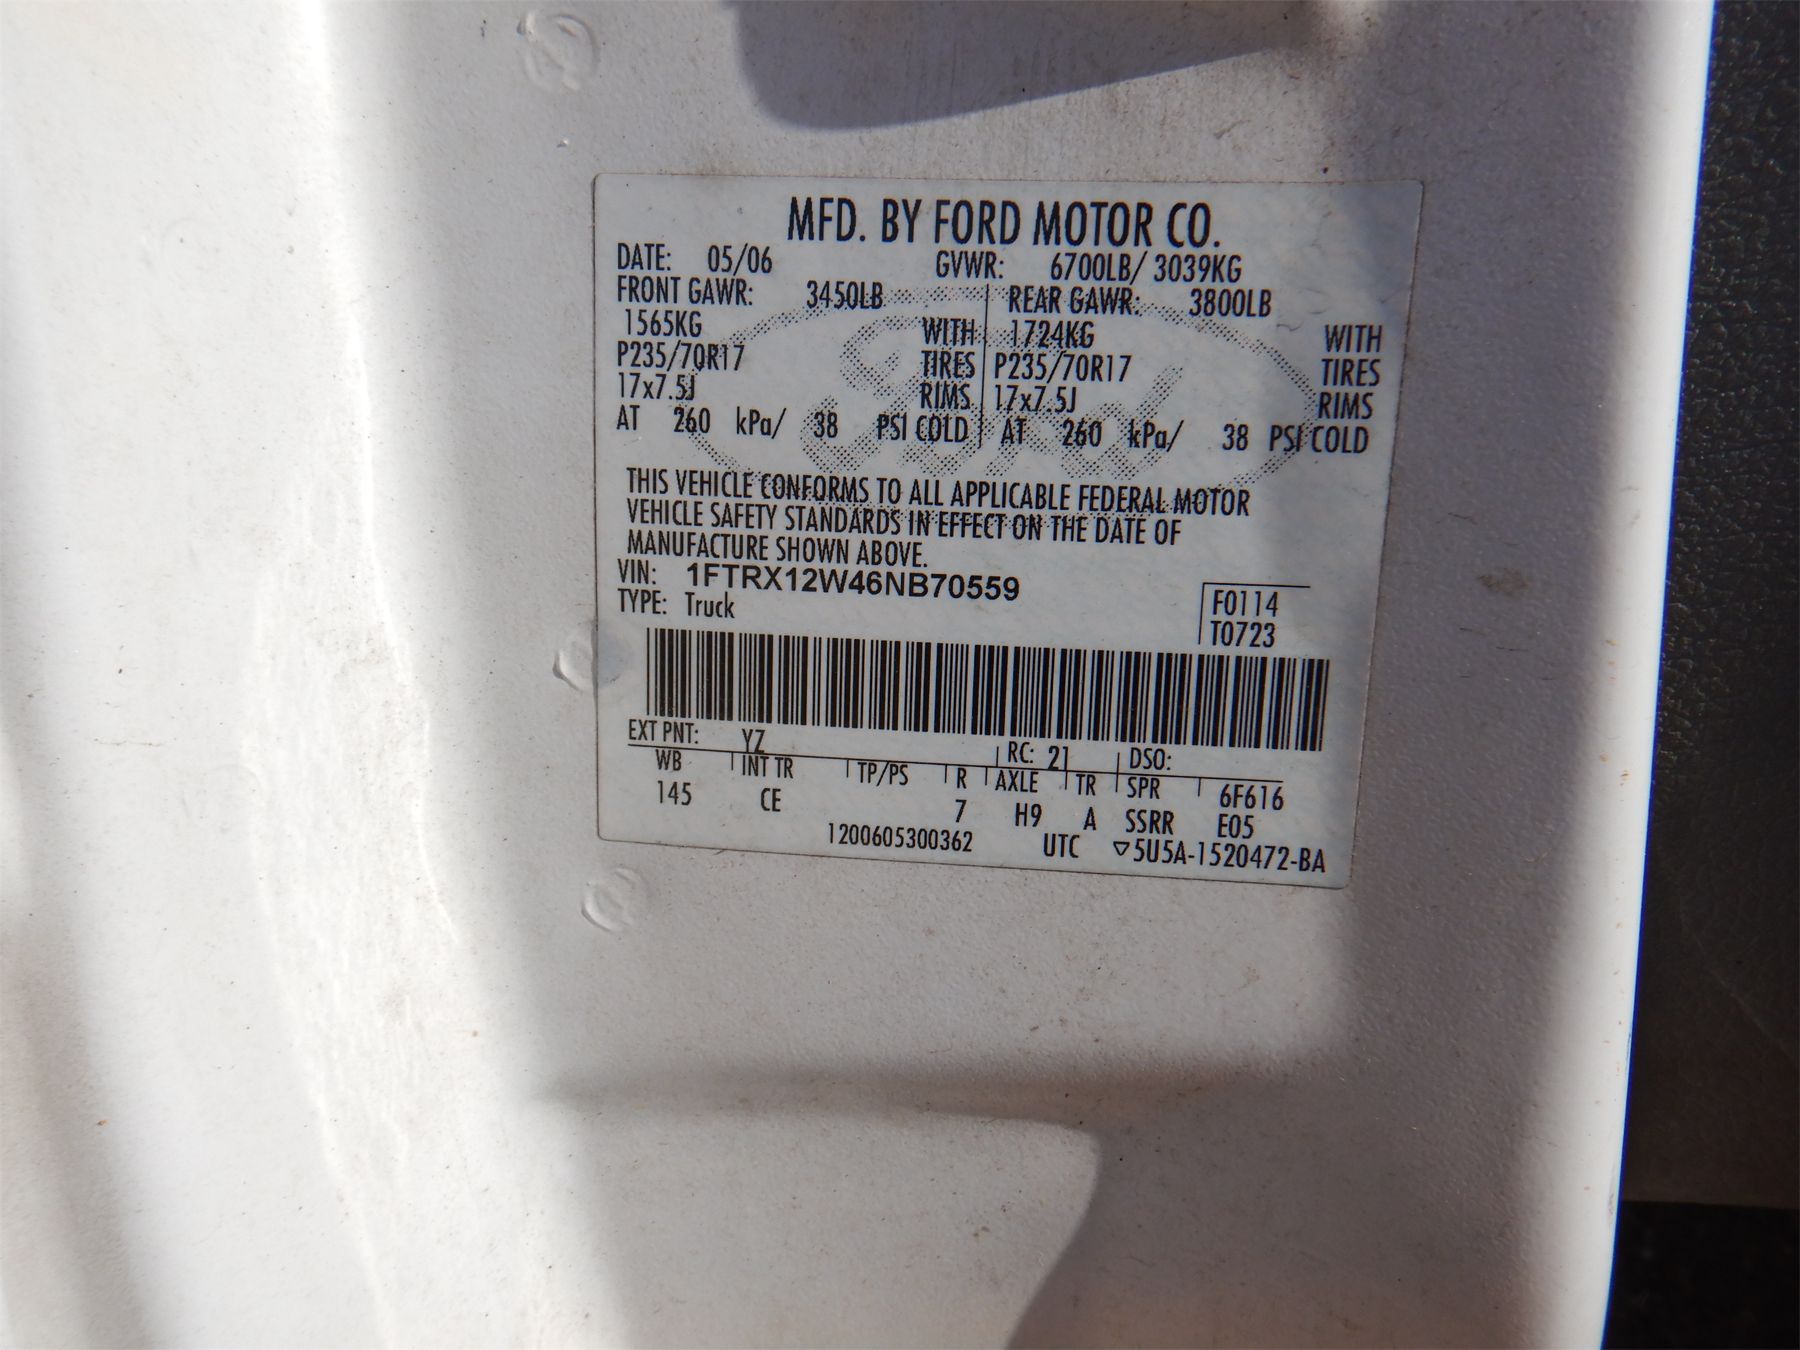 MFD. BY FORD MOTOR CO.
DATE: 05/06 GVWR: 6700LB/ 3039KG
FRONT GAWR: 3450LB REAR GAWR: 3800LB
1565KG WITH 1724KG WITH
P235/70R17 TIRES P235/70R17 TIRES
17x7.5J RIMS 17x7.5J RIMS
AT 260 kPa/ 38 PSI COLD AT 260 kPa/ 38 PSI COLD
Ford
THIS VEHICLE CONFORMS TO ALL APPLICABLE FEDERAL MOTOR
VEHICLE SAFETY STANDARDS IN EFFECT ON THE DATE OF
MANUFACTURE SHOWN ABOVE.
VIN: 1FTRX12W46NB70559
TYPE: Truck
F0114
T0723
EXT PNT: YZ RC: 21 DSO:
WB INT TR TP/PS R AXLE TR SPR 6F616
145 CE 7 H9 A SSRR E05
1200605300362 UTC ▽5U5A-1520472-BA